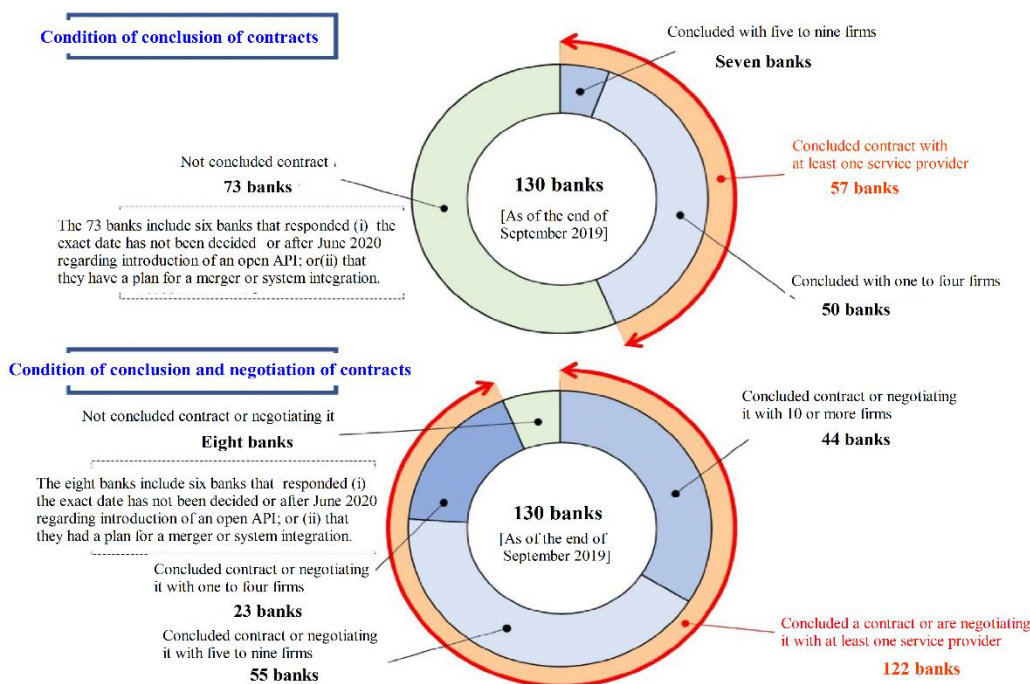 Condition of conclusion of contracts
Concluded with five to nine firms
Seven banks
Concluded contract with
at least one service provider
57 banks
Not concluded contract
73 banks
The 73 banks include six banks that responded (i) the
exact date has not been decided or after June 2020
regarding introduction of an open API; or(ii) that
they have a plan for a merger or system integration.
130 banks
[As of the end of
September 2019]
Concluded with one to four firms
50 banks
Condition of conclusion and negotiation of contracts
Not concluded contract or negotiating it
Eight banks
The eight banks include six banks that responded (i)
the exact date has not been decided or after June 2020
regarding introduction of an open API; or (ii) that
they had a plan for a merger or system integration.
Concluded contract or negotiating
it with 10 or more firms
44 banks
130 banks
[As of the end of
September 2019]
Concluded contract or negotiating
it with one to four firms
23 banks
Concluded contract or negotiating
it with five to nine firms
55 banks
Concluded a contract or are negotiating
it with at least one service provider
122 banks